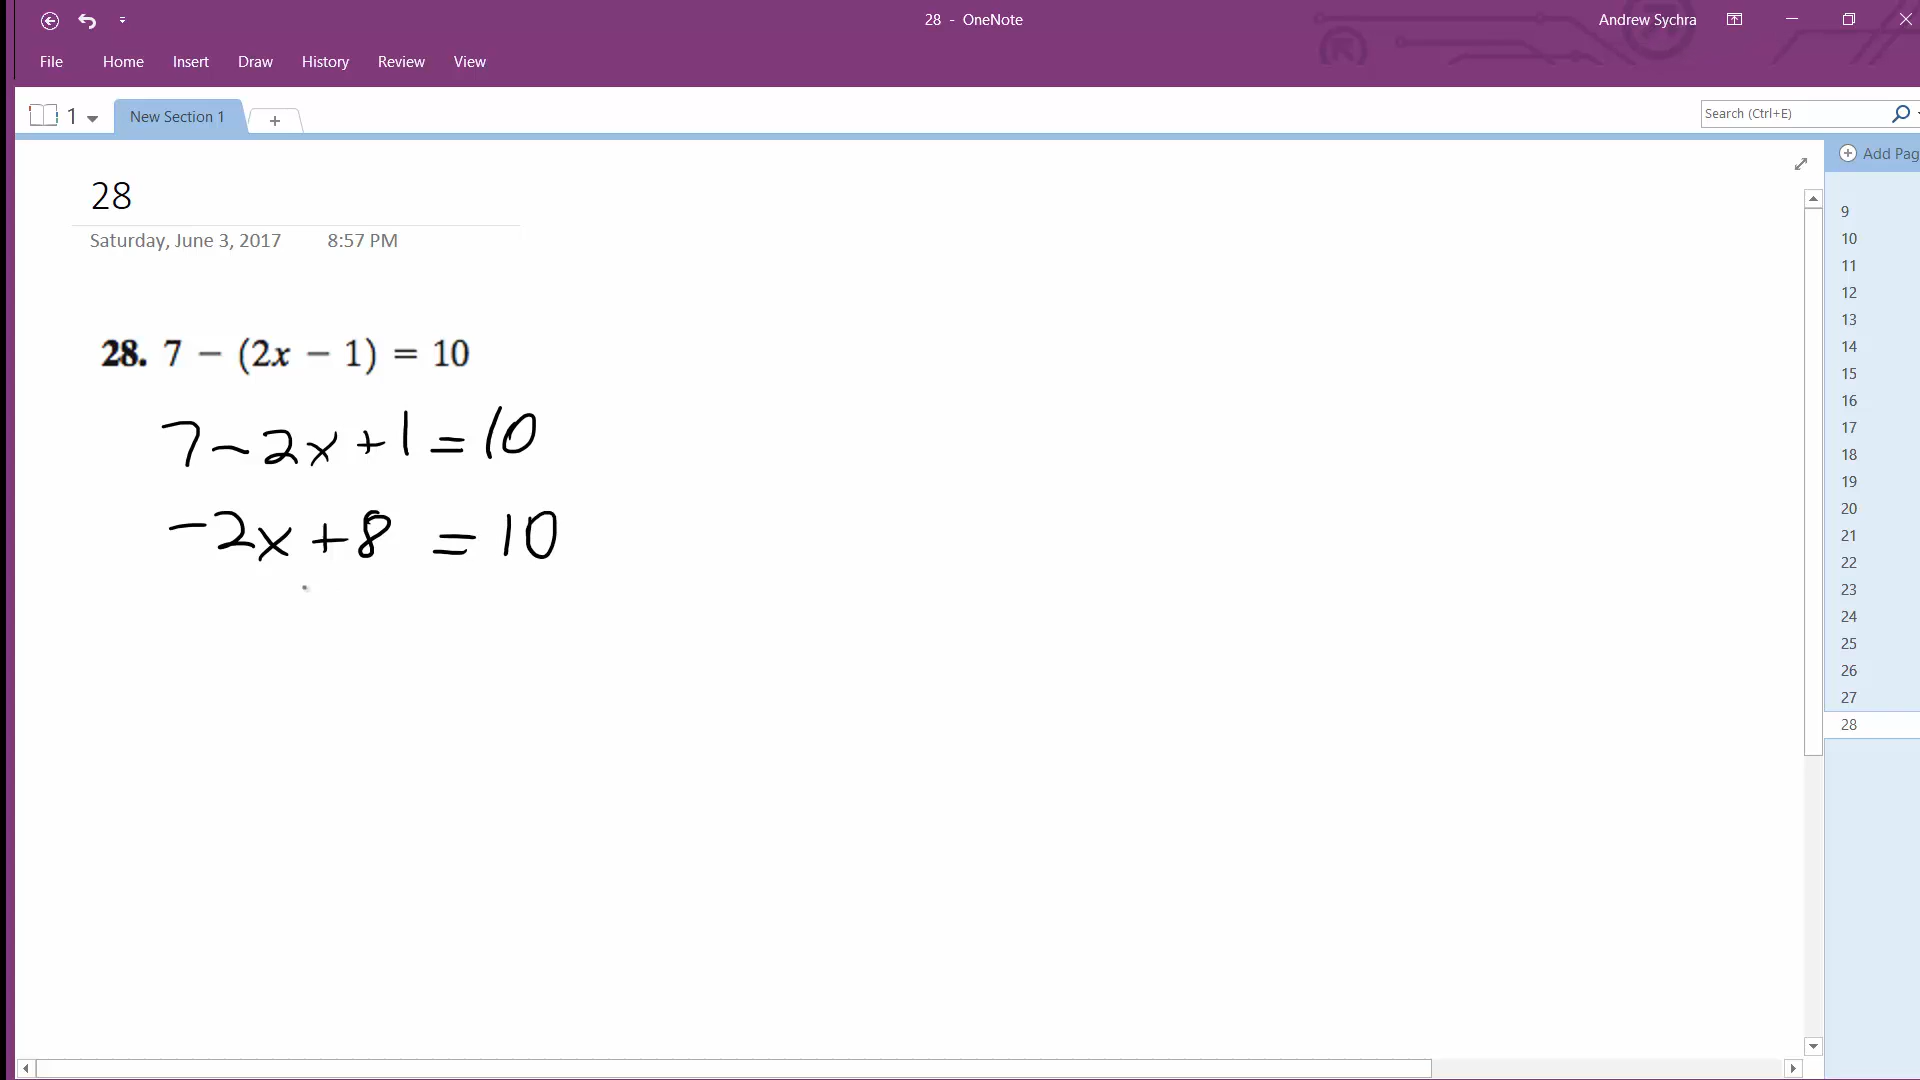 28 - OneNote
Andrew Sychra
File Home Insert Draw History Review View
1
New Section 1
+
Search (Ctrl+E)
Add Pag
28
Saturday, June 3, 2017 8:57 PM
28. 7 − (2x − 1) = 10
7 − 2x + 1 = 10
-2x + 8 = 10
9
10
11
12
13
14
15
16
17
18
19
20
21
22
23
24
25
26
27
28